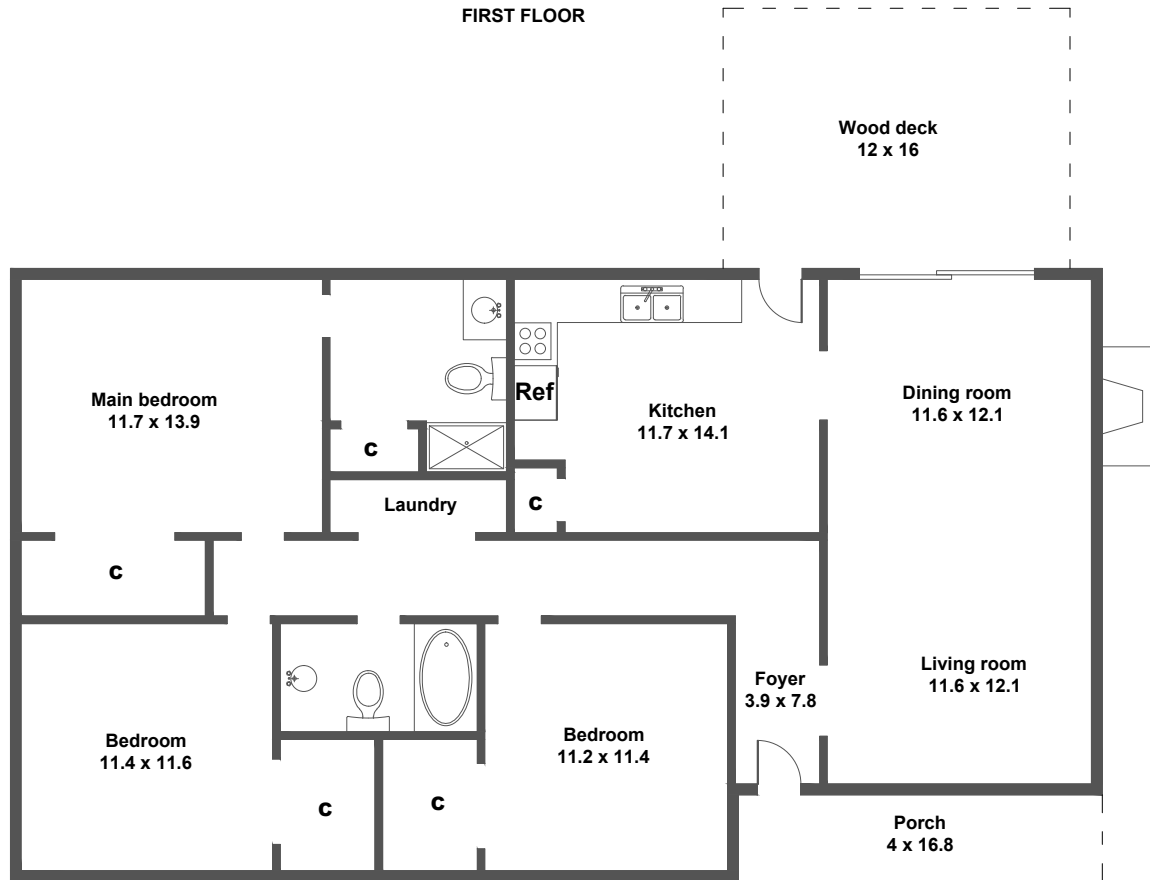 FIRST FLOOR
Wood deck
12 x 16
Main bedroom
11.7 x 13.9
Ref
Kitchen
11.7 x 14.1
Dining room
11.6 x 12.1
C
Laundry
C
C
Living room
11.6 x 12.1
Foyer
3.9 x 7.8
Bedroom
11.4 x 11.6
Bedroom
11.2 x 11.4
C
C
Porch
4 x 16.8